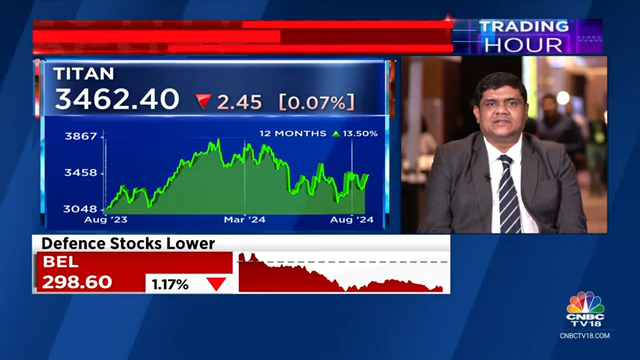 TRADING
HOUR
TITAN
3462.40 ▼ 2.45 [0.07%]
12 MONTHS ▲ 13.50%
3867
3458
3048
Aug '23 Mar '24 Aug '24
Defence Stocks Lower
BEL
298.60 1.17% ▼
CNBC
TV18
CNBCTV18.COM